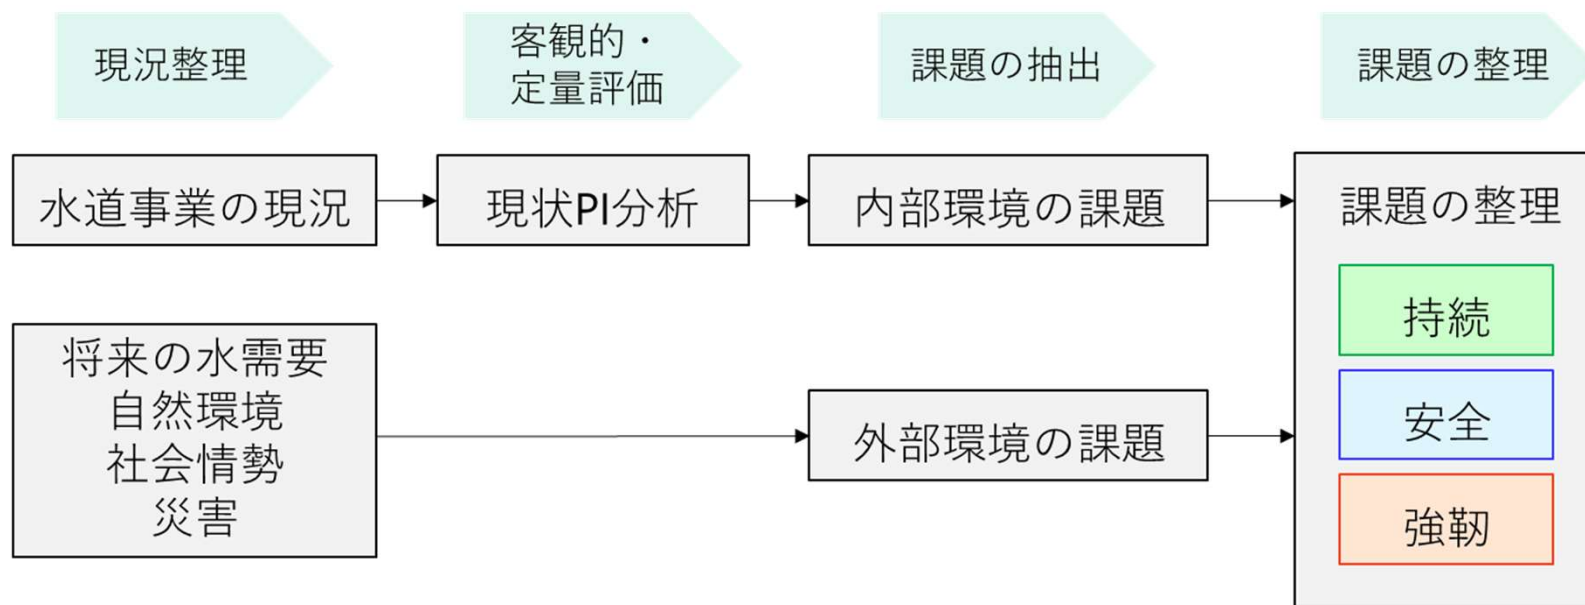 現況整理
客観的・
定量評価
課題の抽出
課題の整理
水道事業の現況
現状PI分析
内部環境の課題
課題の整理
持続
安全
強靭
将来の水需要
自然環境
社会情勢
災害
外部環境の課題